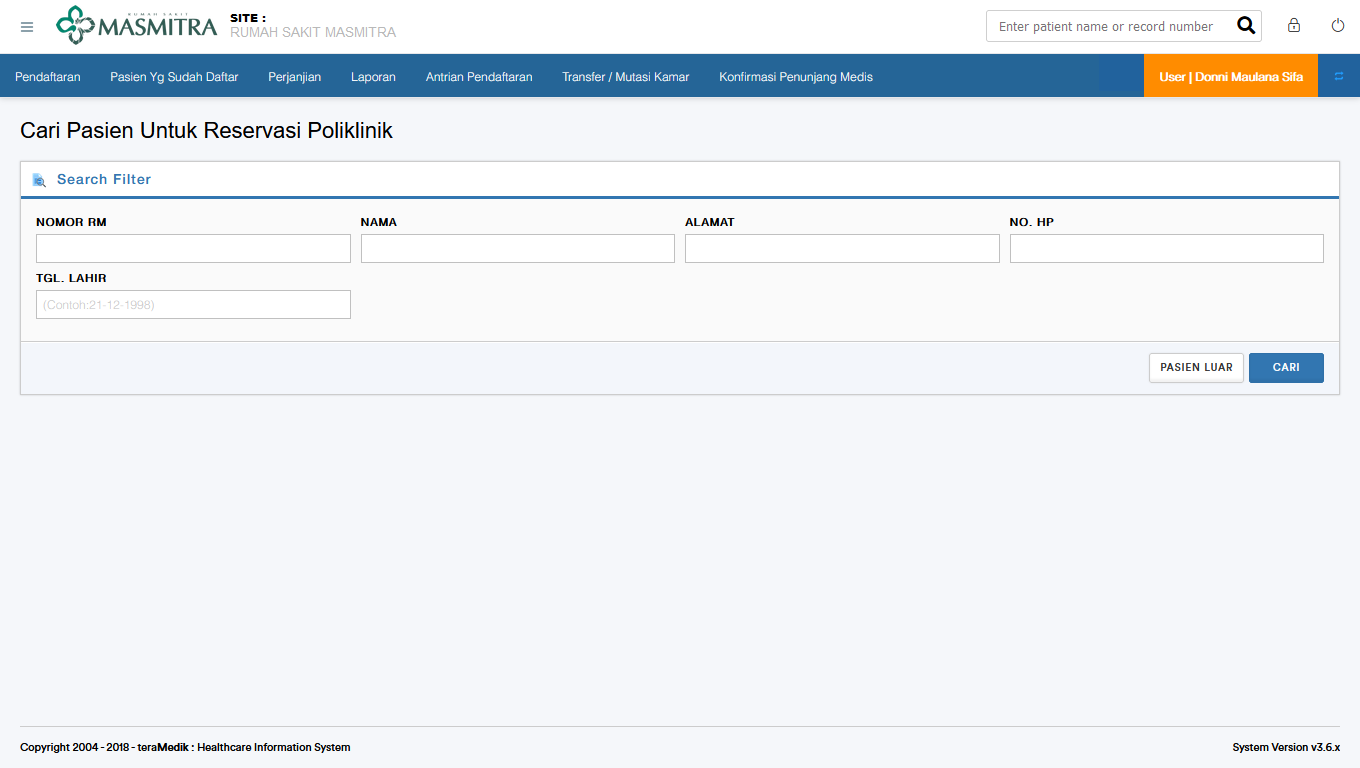 RUMAH SAKIT
MASMITRA
SITE :
RUMAH SAKIT MASMITRA
Enter patient name or record number
Pendaftaran Pasien Yg Sudah Daftar Perjanjian Laporan Antrian Pendaftaran Transfer / Mutasi Kamar Konfirmasi Penunjang Medis User | Donni Maulana Sifa
Cari Pasien Untuk Reservasi Poliklinik
Search Filter
NOMOR RM NAMA ALAMAT NO. HP
TGL. LAHIR
(Contoh:21-12-1998)
PASIEN LUAR CARI
Copyright 2004 - 2018 - teraMedik : Healthcare Information System System Version v3.6.x